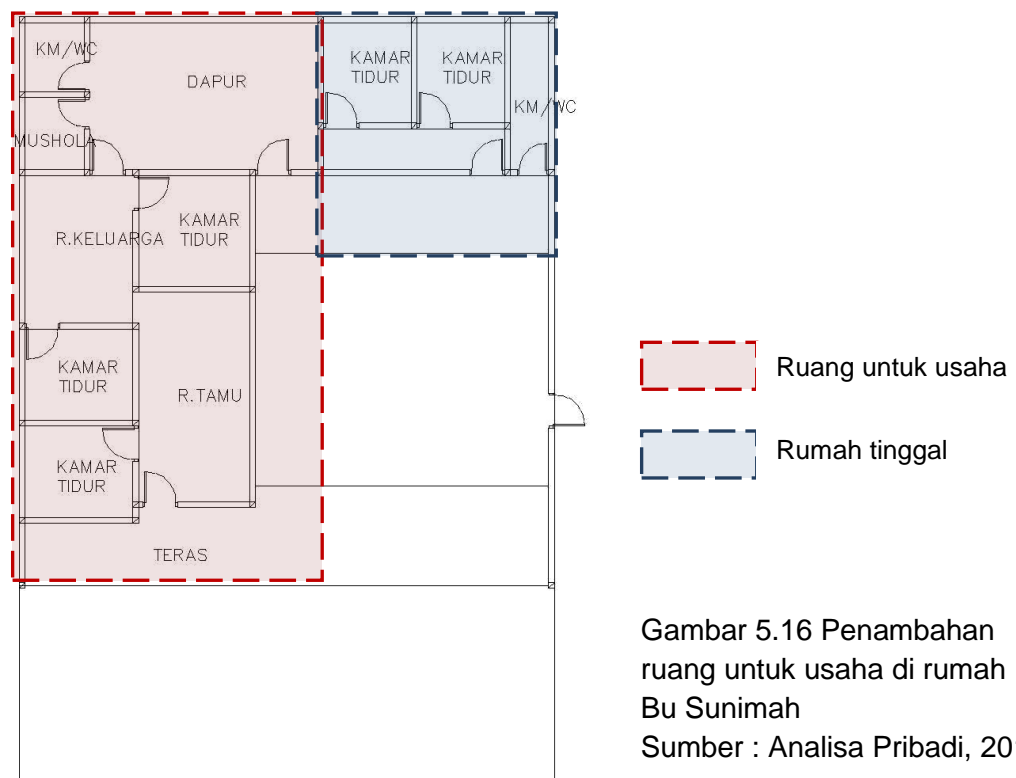 KM/WC
DAPUR
KAMAR
TIDUR
KAMAR
TIDUR
KM/WC
MUSHOLA
R.KELUARGA
KAMAR
TIDUR
KAMAR
TIDUR
R.TAMU
KAMAR
TIDUR
TERAS
Ruang untuk usaha
Rumah tinggal
Gambar 5.16 Penambahan
ruang untuk usaha di rumah
Bu Sunimah
Sumber : Analisa Pribadi,